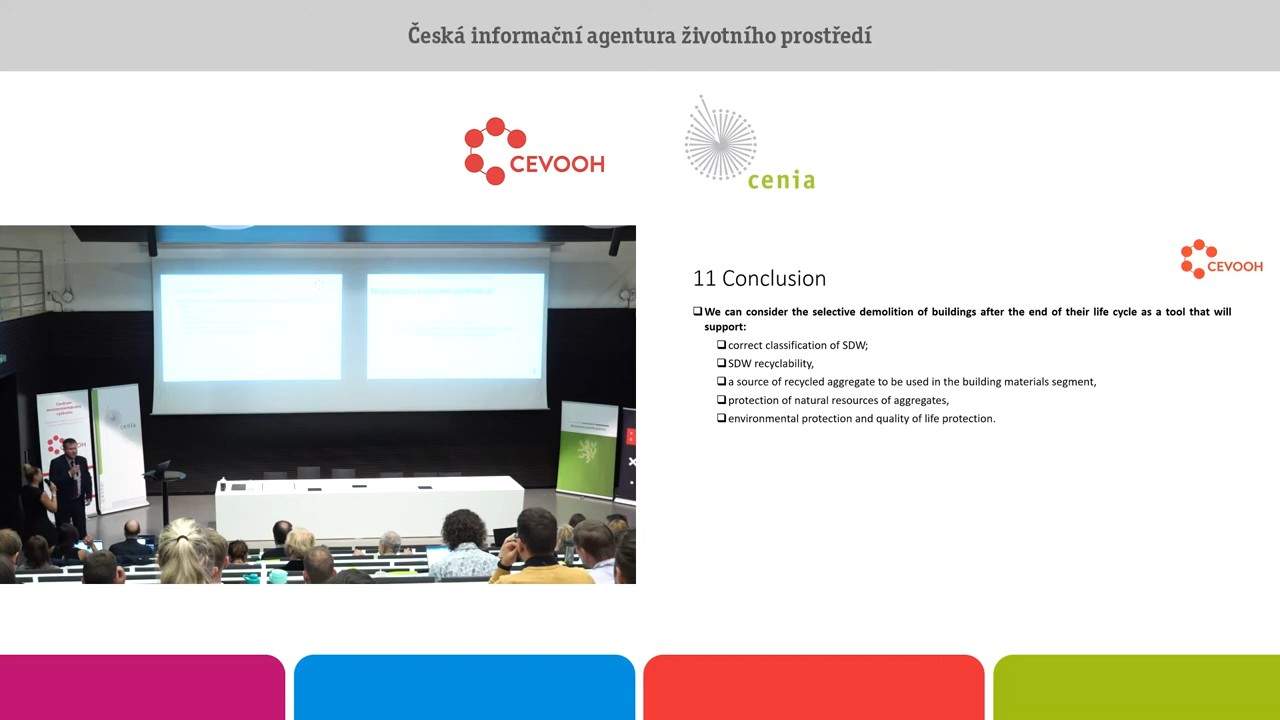 Česká informační agentura životního prostředí
CEVOOH
cenia
CEVOOH
11 Conclusion
❑ We can consider the selective demolition of buildings after the end of their life cycle as a tool that will
support:
❑ correct classification of SDW;
❑ SDW recyclability,
❑ a source of recycled aggregate to be used in the building materials segment,
❑ protection of natural resources of aggregates,
❑ environmental protection and quality of life protection.
Centrum
cenia